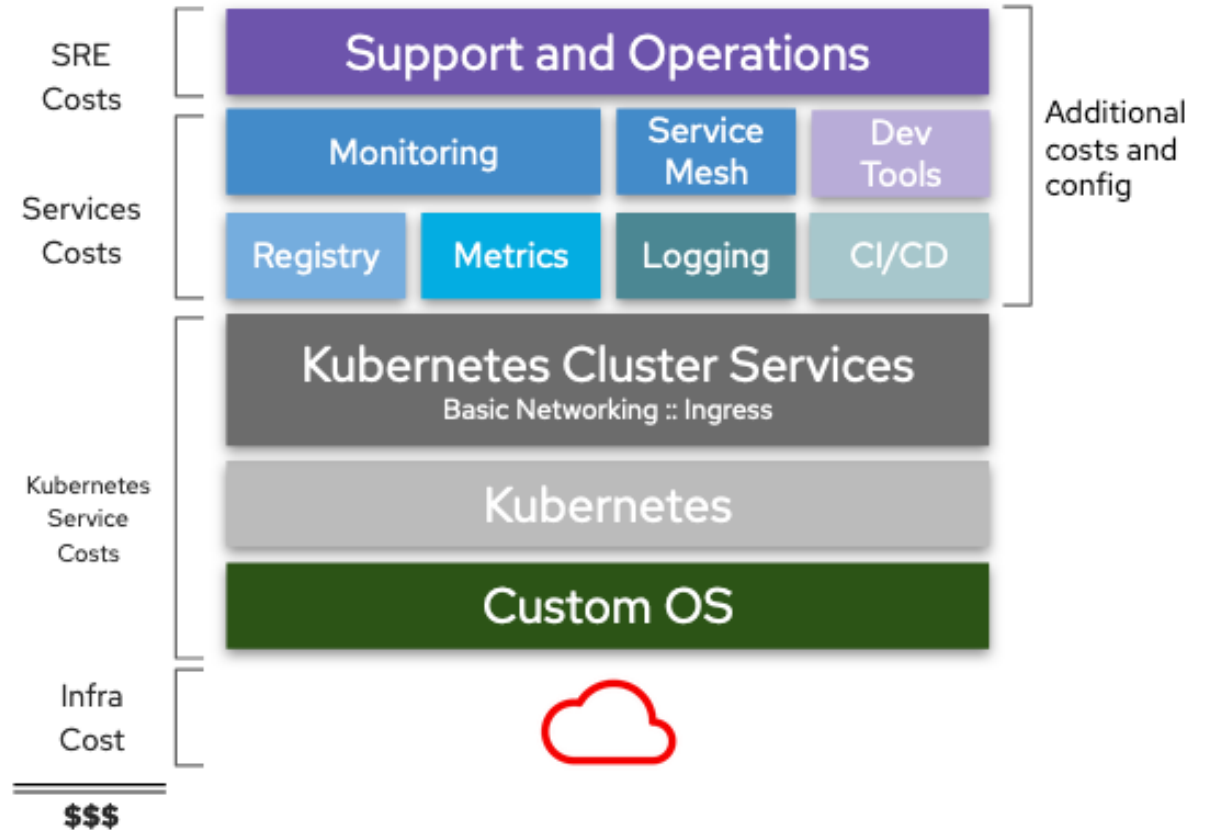 SRE
Costs
Support and Operations
Additional
costs and
config
Services
Costs
Monitoring
Service
Mesh
Dev
Tools
Registry
Metrics
Logging
CI/CD
Kubernetes
Service
Costs
Kubernetes Cluster Services
Basic Networking :: Ingress
Kubernetes
Custom OS
Infra
Cost
$$$